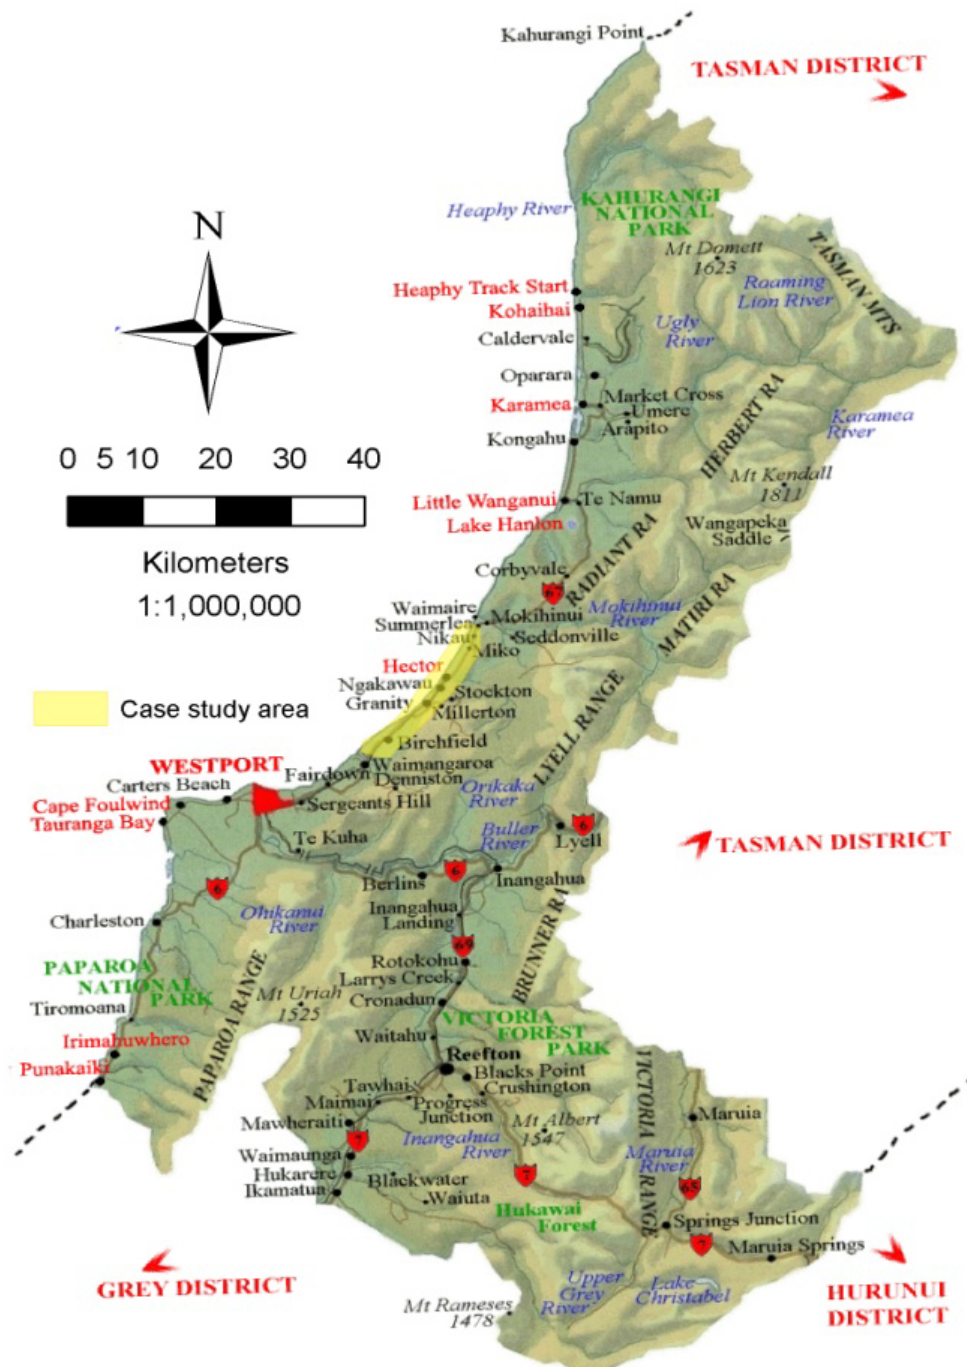 Kahurangi Point
TASMAN DISTRICT
KAHURANGI
NATIONAL
PARK
Heaphy River
N
Mt Domett
1623
TASMAN MTS
Roaming
Lion River
Heaphy Track Start
Kohaihai
Ugly
River
Caldervale
Oparara
Karamea
Market Cross
Umere
Arapito
HERBERT RA
Karamea
River
Kongahu
0 5 10 20 30 40
Kilometers
1:1,000,000
Mt Kendall
1811
Little Wanganui
Te Namu
Lake Hanlon
Wangapeka
Saddle
RADIANT RA
Corbyvale
67
MATIRI RA
Waimaire
Summerlea
Mokihinui
Mokihinui
River
Nikau
Seddonville
Miko
Hector
Ngakawau
Stockton
Granity
Millerton
Case study area
LYELL RANGE
Birchfield
WESTPORT
Waimangaroa
Fairdown
Denniston
Carters Beach
Orikaka
River
Cape Foulwind
Sergeants Hill
Tauranga Bay
Te Kuha
Buller
River
6
Lyell
TASMAN DISTRICT
Berlins
6
Inangahua
6
Inangahua
Landing
Ohikanui
River
Charleston
BRUNNER RA
69
Rotokohu
PAPAROA
NATIONAL
PARK
Larrys Creek
Mt Uriah
1525
PAPAROA RANGE
Cronadun
Tiromoana
VICTORIA
FOREST
PARK
Waitahu
Irimahuwhero
Punakaiki
Reefton
Blacks Point
Crushington
VICTORIA RANGE
Tawhai
Maimai
Progress
Junction
Mawheraiti
Mt Albert
1547
Maruia
7
Inangahua
River
Waimaunga
Maruia
River
Hukarere
Blackwater
7
65
Ikamatua
Waiuta
Hukawai
Forest
Springs Junction
7
Maruia Springs
GREY DISTRICT
Upper
Grey
River
Lake
Christabel
HURUNUI
DISTRICT
Mt Rameses
1478